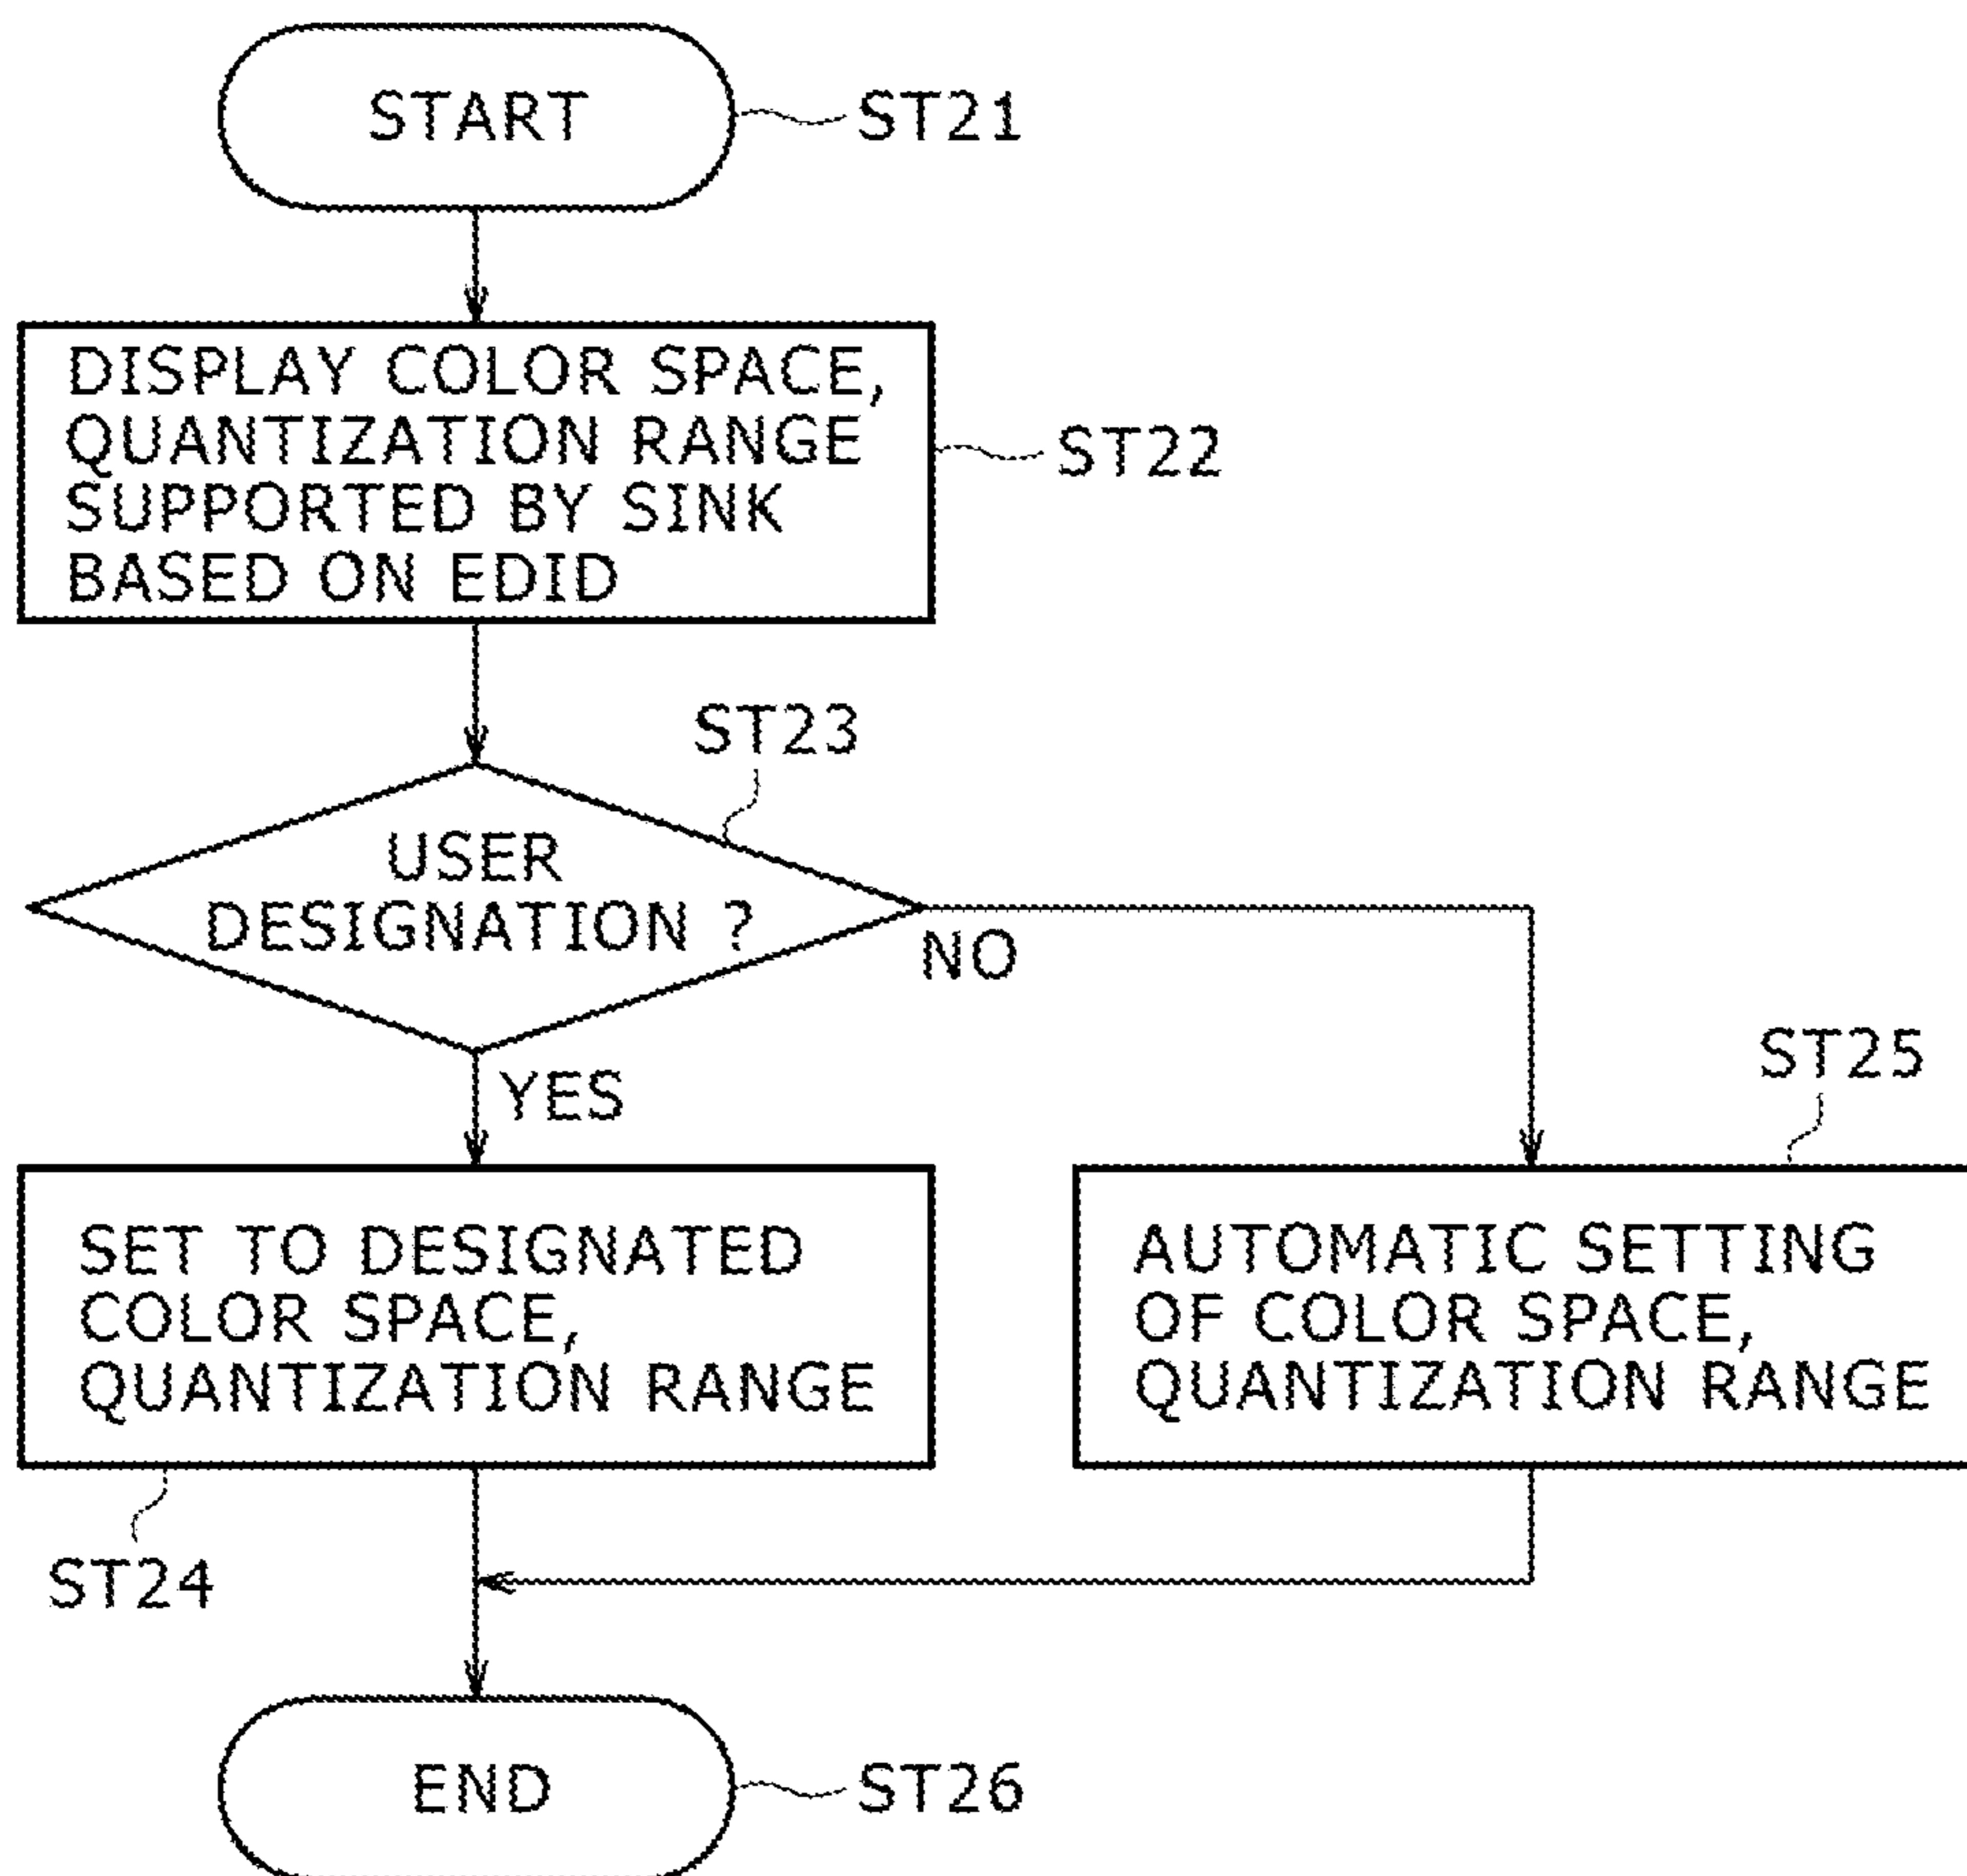 START
ST21
DISPLAY COLOR SPACE,
QUANTIZATION RANGE
SUPPORTED BY SINK
BASED ON EDID
ST22
ST23
USER
DESIGNATION ?
NO
YES
ST25
SET TO DESIGNATED
COLOR SPACE,
QUANTIZATION RANGE
AUTOMATIC SETTING
OF COLOR SPACE,
QUANTIZATION RANGE
ST24
END
ST26